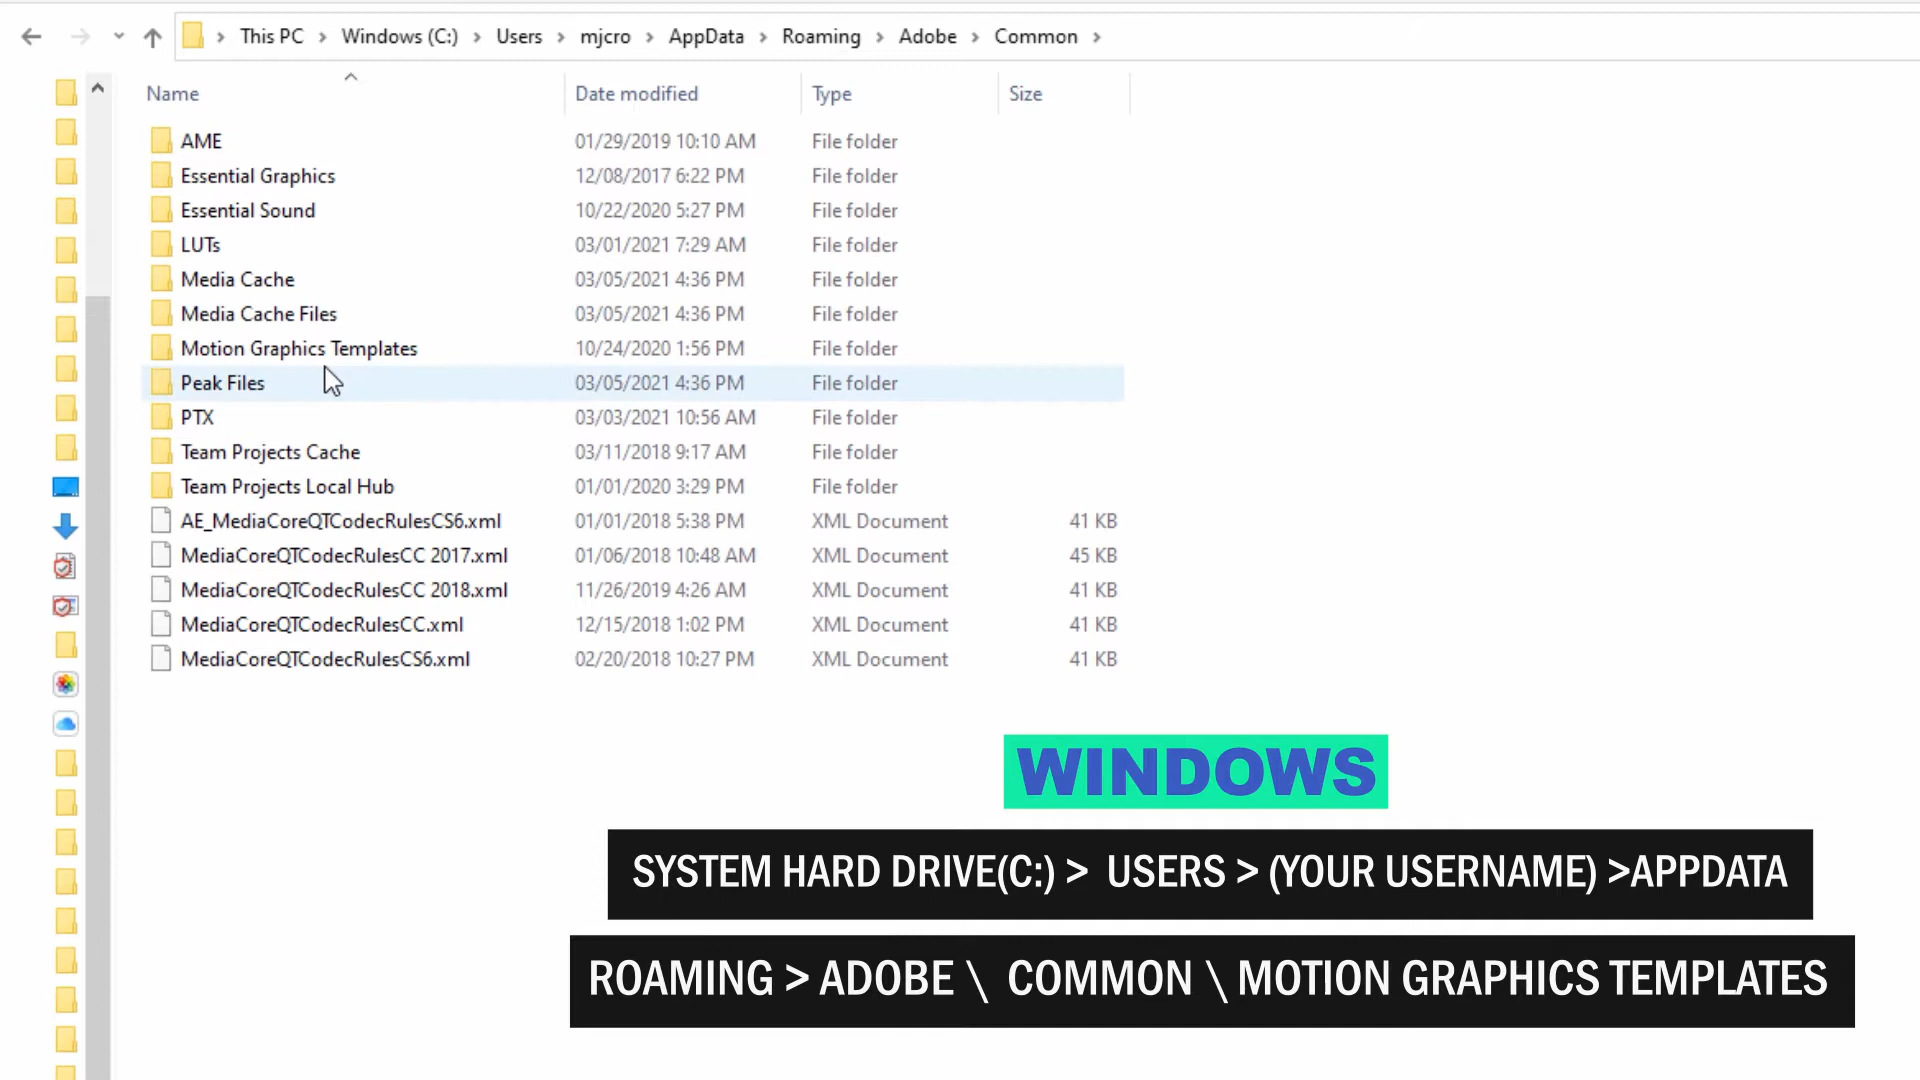 This PC > Windows (C:) > Users > mjcro > AppData > Roaming > Adobe > Common >
Name Date modified Type Size
AME 01/29/2019 10:10 AM File folder
Essential Graphics 12/08/2017 6:22 PM File folder
Essential Sound 10/22/2020 5:27 PM File folder
LUTs 03/01/2021 7:29 AM File folder
Media Cache 03/05/2021 4:36 PM File folder
Media Cache Files 03/05/2021 4:36 PM File folder
Motion Graphics Templates 10/24/2020 1:56 PM File folder
Peak Files 03/05/2021 4:36 PM File folder
PTX 03/03/2021 10:56 AM File folder
Team Projects Cache 03/11/2018 9:17 AM File folder
Team Projects Local Hub 01/01/2020 3:29 PM File folder
AE_MediaCoreQTCodecRulesCS6.xml 01/01/2018 5:38 PM XML Document 41 KB
MediaCoreQTCodecRulesCC 2017.xml 01/06/2018 10:48 AM XML Document 45 KB
MediaCoreQTCodecRulesCC 2018.xml 11/26/2019 4:26 AM XML Document 41 KB
MediaCoreQTCodecRulesCC.xml 12/15/2018 1:02 PM XML Document 41 KB
MediaCoreQTCodecRulesCS6.xml 02/20/2018 10:27 PM XML Document 41 KB
WINDOWS
SYSTEM HARD DRIVE(C:) > USERS > (YOUR USERNAME) >APPDATA
ROAMING > ADOBE \ COMMON \ MOTION GRAPHICS TEMPLATES